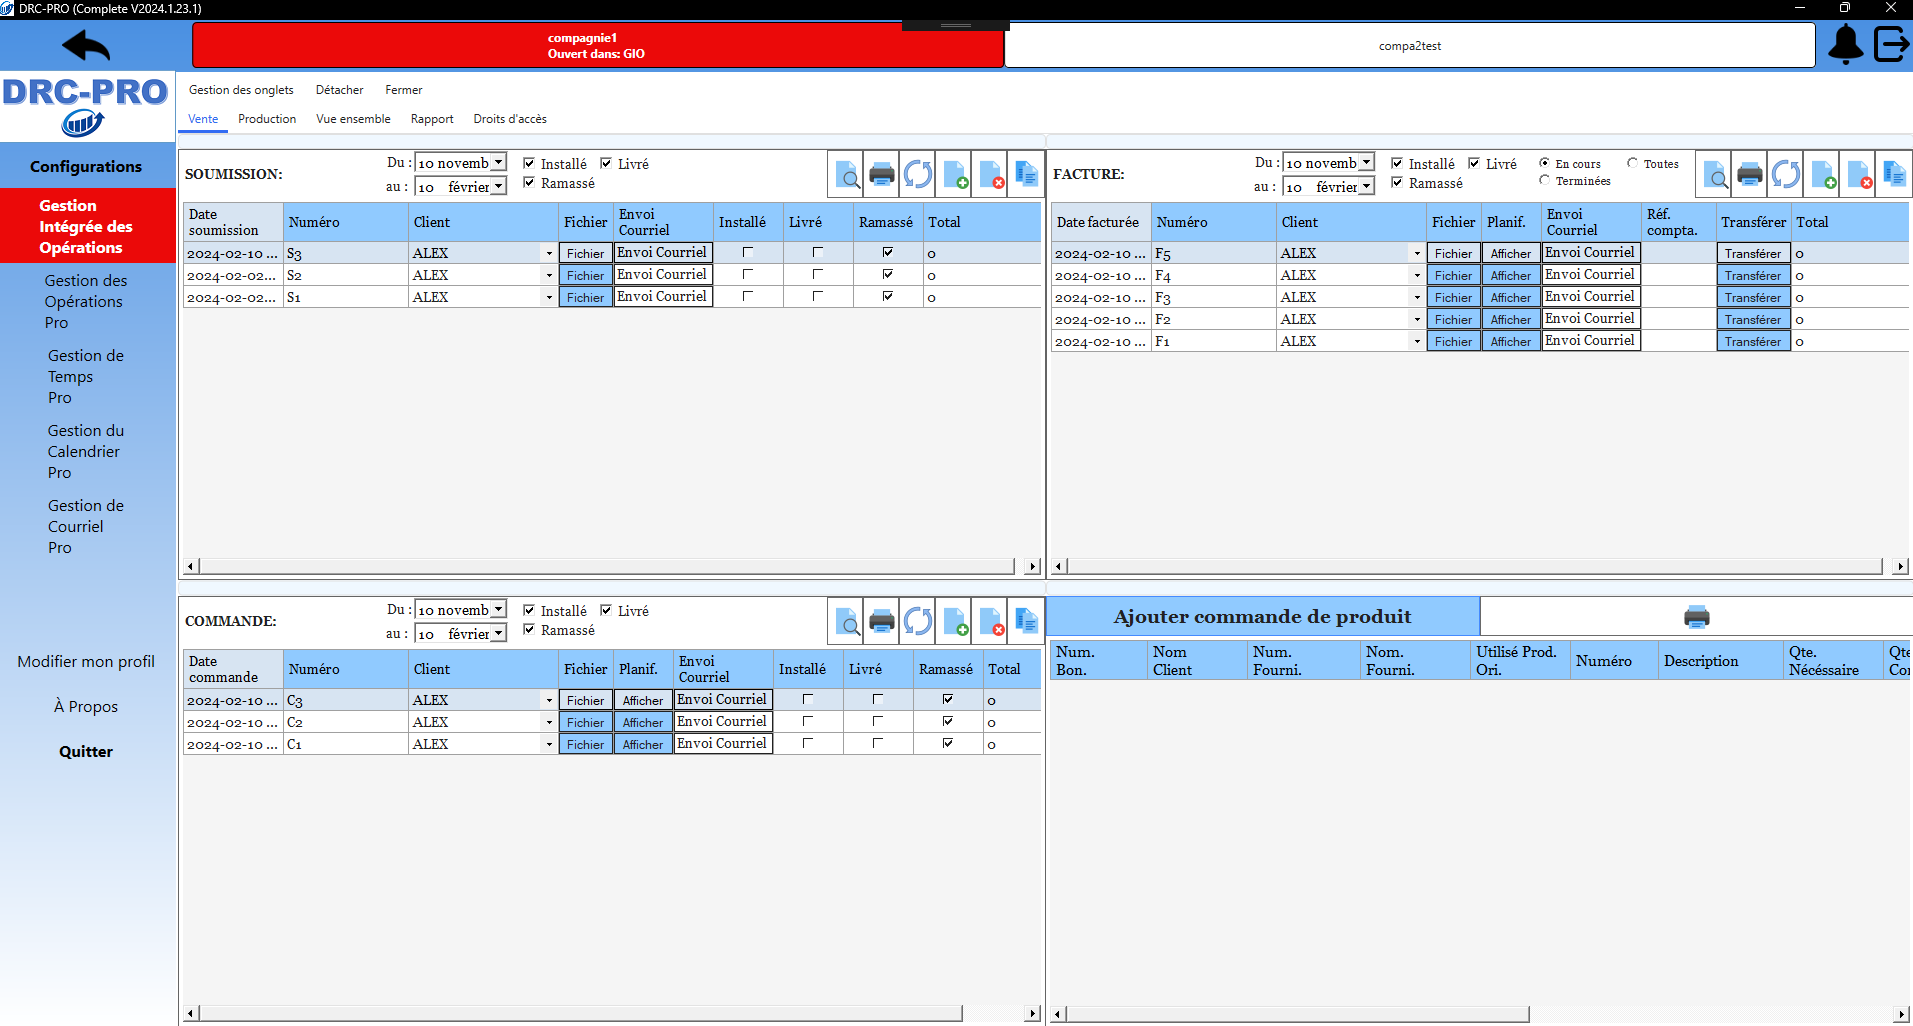 DRC-PRO (Complete V2024.1.23.1)
compagnie1
Ouvert dans: GIO
compa2test
DRC-PRO
Configurations
Gestion
Intégrée des
Opérations
Gestion des
Opérations
Pro
Gestion de
Temps
Pro
Gestion du
Calendrier
Pro
Gestion de
Courriel
Pro
Modifier mon profil
À Propos
Quitter
Gestion des onglets Détacher Fermer
Vente Production Vue ensemble Rapport Droits d'accès
SOUMISSION:
Du : 10 novemb
au : 10 février
Installé Livré
Ramassé
Date soumission Numéro Client Fichier Envoi Courriel Installé Livré Ramassé Total
2024-02-10 ... S3 ALEX Fichier Envoi Courriel 0
2024-02-02... S2 ALEX Fichier Envoi Courriel 0
2024-02-02... S1 ALEX Fichier Envoi Courriel 0
FACTURE:
Du : 10 novemb
au : 10 février
Installé Livré
Ramassé
En cours Toutes
Terminées
Date facturée Numéro Client Fichier Planif. Envoi Courriel Réf. compta. Transférer Total
2024-02-10 ... F5 ALEX Fichier Afficher Envoi Courriel Transférer 0
2024-02-10 ... F4 ALEX Fichier Afficher Envoi Courriel Transférer 0
2024-02-10 ... F3 ALEX Fichier Afficher Envoi Courriel Transférer 0
2024-02-10 ... F2 ALEX Fichier Afficher Envoi Courriel Transférer 0
2024-02-10 ... F1 ALEX Fichier Afficher Envoi Courriel Transférer 0
COMMANDE:
Du : 10 novemb
au : 10 février
Installé Livré
Ramassé
Date commande Numéro Client Fichier Planif. Envoi Courriel Installé Livré Ramassé Total
2024-02-10 ... C3 ALEX Fichier Afficher Envoi Courriel 0
2024-02-10 ... C2 ALEX Fichier Afficher Envoi Courriel 0
2024-02-10 ... C1 ALEX Fichier Afficher Envoi Courriel 0
Ajouter commande de produit
Num. Bon. Nom Client Num. Fourni. Nom. Fourni. Utilisé Prod. Ori. Numéro Description Qte. Nécéssaire Qte Co